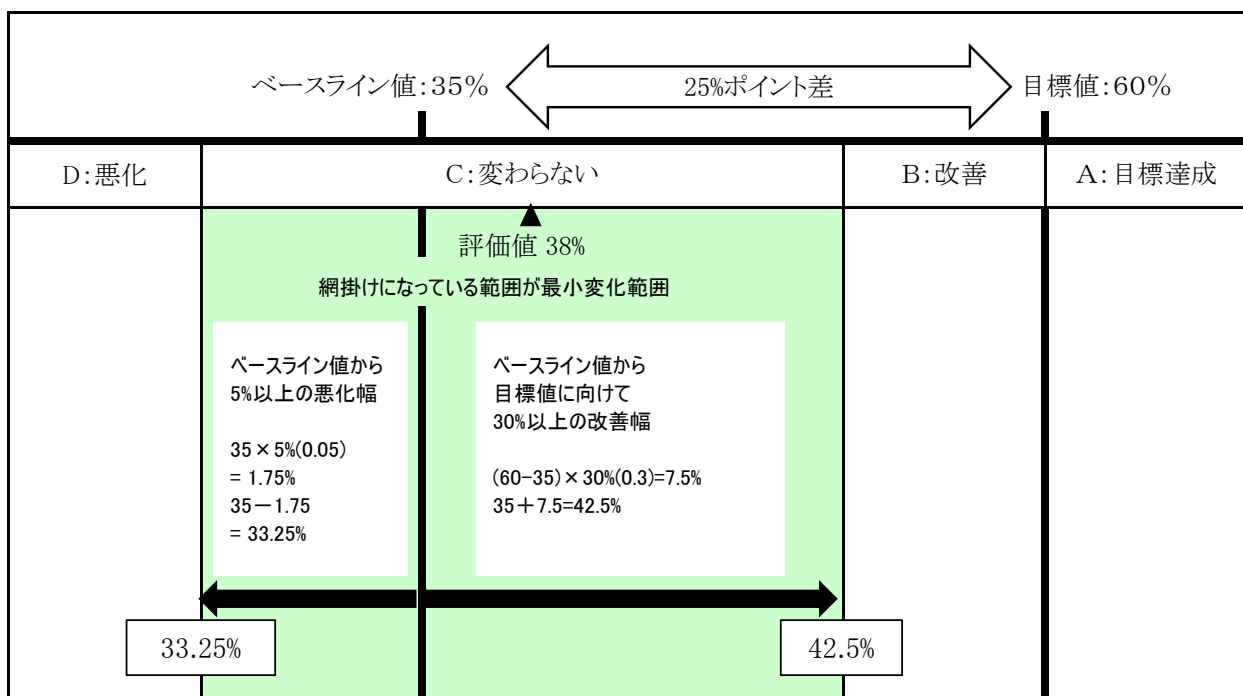 ベースライン値:35%
25%ポイント差
目標値:60%
D:悪化
C:変わらない
B:改善
A:目標達成
評価値 38%
網掛けになっている範囲が最小変化範囲
ベースライン値から
5%以上の悪化幅
35×5%(0.05)
= 1.75%
35－1.75
= 33.25%
ベースライン値から
目標値に向けて
30%以上の改善幅
(60-35)×30%(0.3)=7.5%
35＋7.5=42.5%
33.25%
42.5%